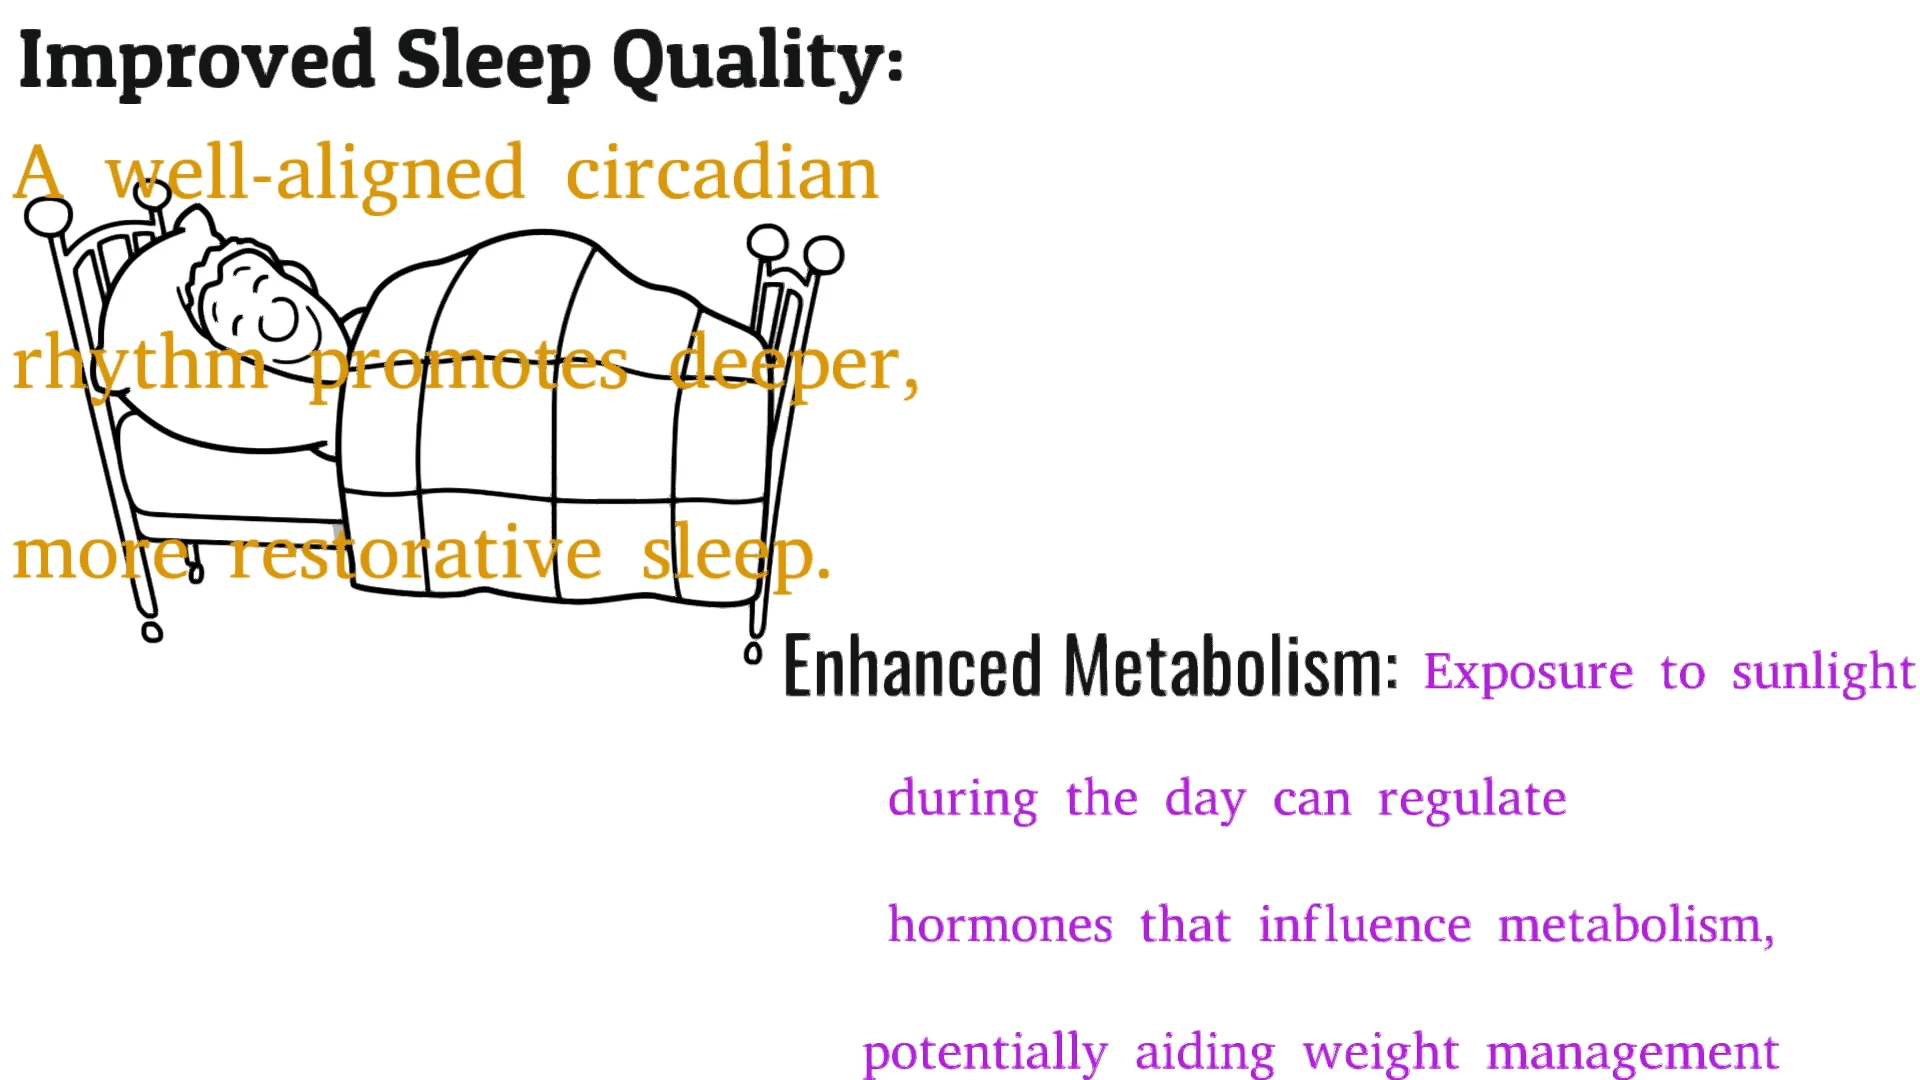 Improved Sleep Quality:
A well-aligned circadian
rhythm promotes deeper,
more restorative sleep.
Enhanced Metabolism: Exposure to sunlight
during the day can regulate
hormones that influence metabolism,
potentially aiding weight management